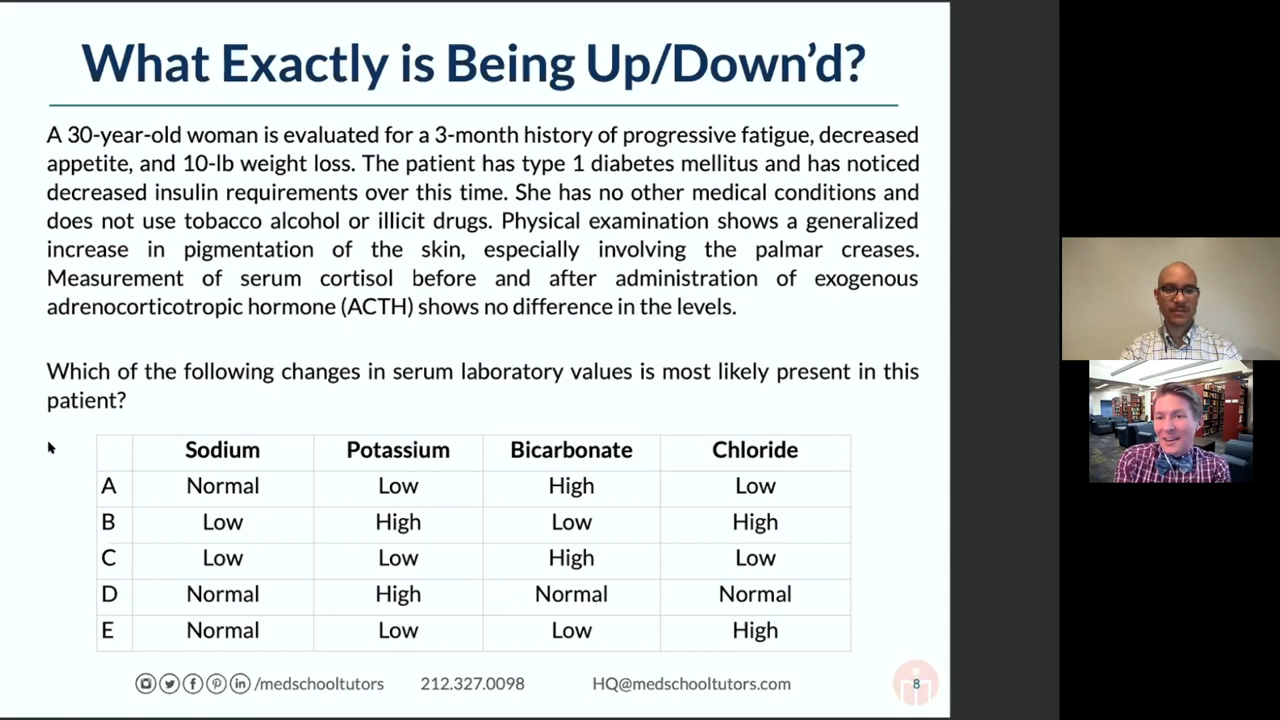 What Exactly is Being Up/Down'd?
A 30-year-old woman is evaluated for a 3-month history of progressive fatigue, decreased
appetite, and 10-lb weight loss. The patient has type 1 diabetes mellitus and has noticed
decreased insulin requirements over this time. She has no other medical conditions and
does not use tobacco alcohol or illicit drugs. Physical examination shows a generalized
increase in pigmentation of the skin, especially involving the palmar creases.
Measurement of serum cortisol before and after administration of exogenous
adrenocorticotropic hormone (ACTH) shows no difference in the levels.
Which of the following changes in serum laboratory values is most likely present in this
patient?
Sodium Potassium Bicarbonate Chloride
A Normal Low High Low
B Low High Low High
C Low Low High Low
D Normal High Normal Normal
E Normal Low Low High
/medschooltutors 212.327.0098 HQ@medschooltutors.com 8